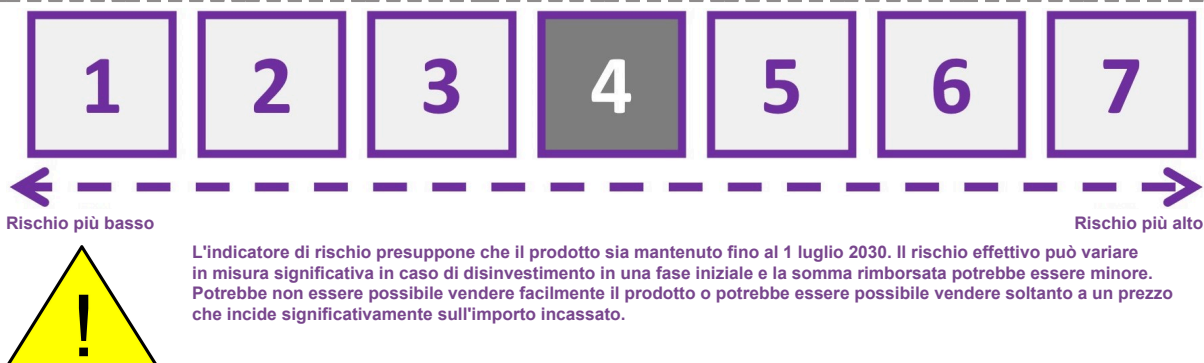 1 2 3 4 5 6 7
Rischio più basso Rischio più alto
L'indicatore di rischio presuppone che il prodotto sia mantenuto fino al 1 luglio 2030. Il rischio effettivo può variare
in misura significativa in caso di disinvestimento in una fase iniziale e la somma rimborsata potrebbe essere minore.
Potrebbe non essere possibile vendere facilmente il prodotto o potrebbe essere possibile vendere soltanto a un prezzo
che incide significativamente sull'importo incassato.
!